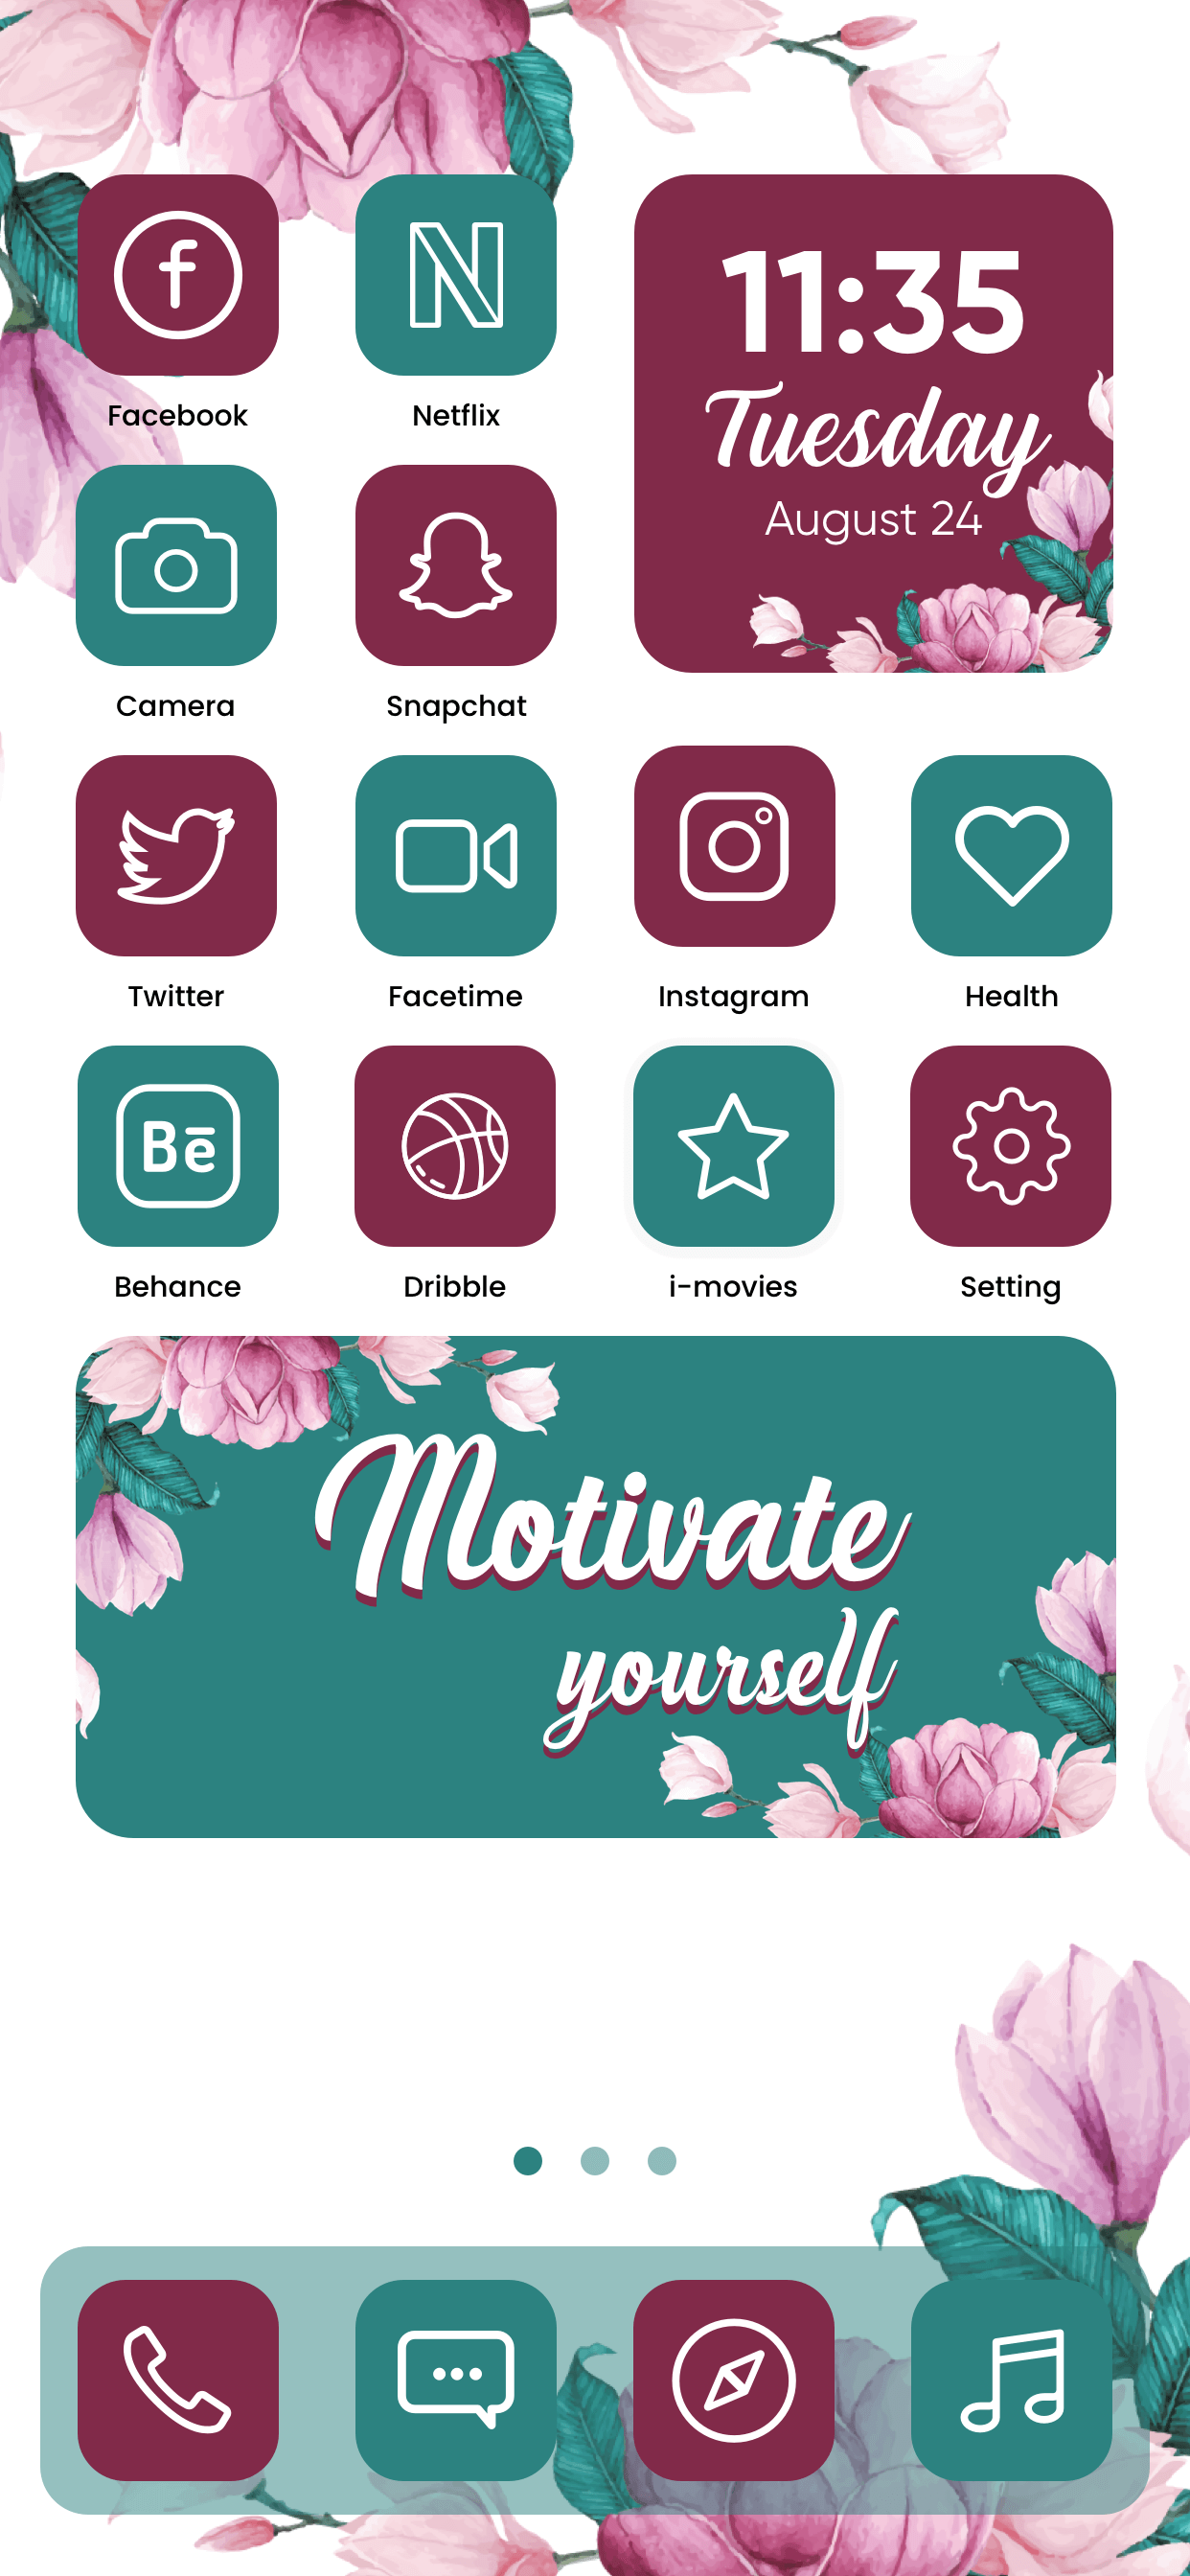 11:35
Tuesday
August 24
Facebook
Netflix
Camera
Snapchat
Twitter
Facetime
Instagram
Health
Bē
Behance
Dribble
i-movies
Setting
Motivate
yourself